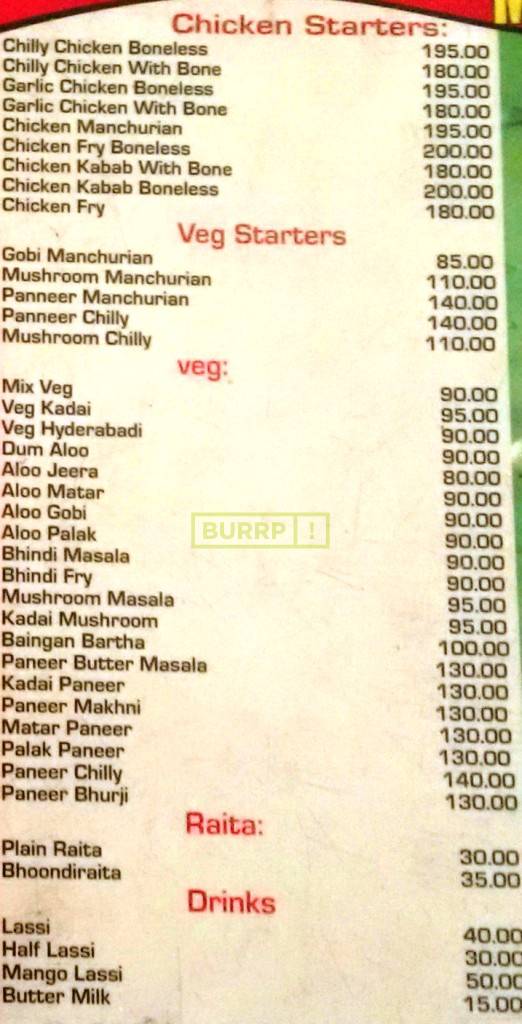 Chicken Starters:
Chilly Chicken Boneless 195.00
Chilly Chicken With Bone 180.00
Garlic Chicken Boneless 195.00
Garlic Chicken With Bone 180.00
Chicken Manchurian 195.00
Chicken Fry Boneless 200.00
Chicken Kabab With Bone 180.00
Chicken Kabab Boneless 200.00
Chicken Fry 180.00
Veg Starters
Gobi Manchurian 85.00
Mushroom Manchurian 110.00
Panneer Manchurian 140.00
Panneer Chilly 140.00
Mushroom Chilly 110.00
veg:
Mix Veg 90.00
Veg Kadai 95.00
Veg Hyderabadi 90.00
Dum Aloo 90.00
Aloo Jeera 80.00
Aloo Matar 90.00
Aloo Gobi 90.00
Aloo Palak 90.00
Bhindi Masala 90.00
Bhindi Fry 90.00
Mushroom Masala 95.00
Kadai Mushroom 95.00
Baingan Bartha 100.00
Paneer Butter Masala 130.00
Kadai Paneer 130.00
Paneer Makhni 130.00
Matar Paneer 130.00
Palak Paneer 130.00
Paneer Chilly 140.00
Paneer Bhurji 130.00
BURRP!
Raita:
Plain Raita 30.00
Bhoondiraita 35.00
Drinks
Lassi 40.00
Half Lassi 30.00
Mango Lassi 50.00
Butter Milk 15.00